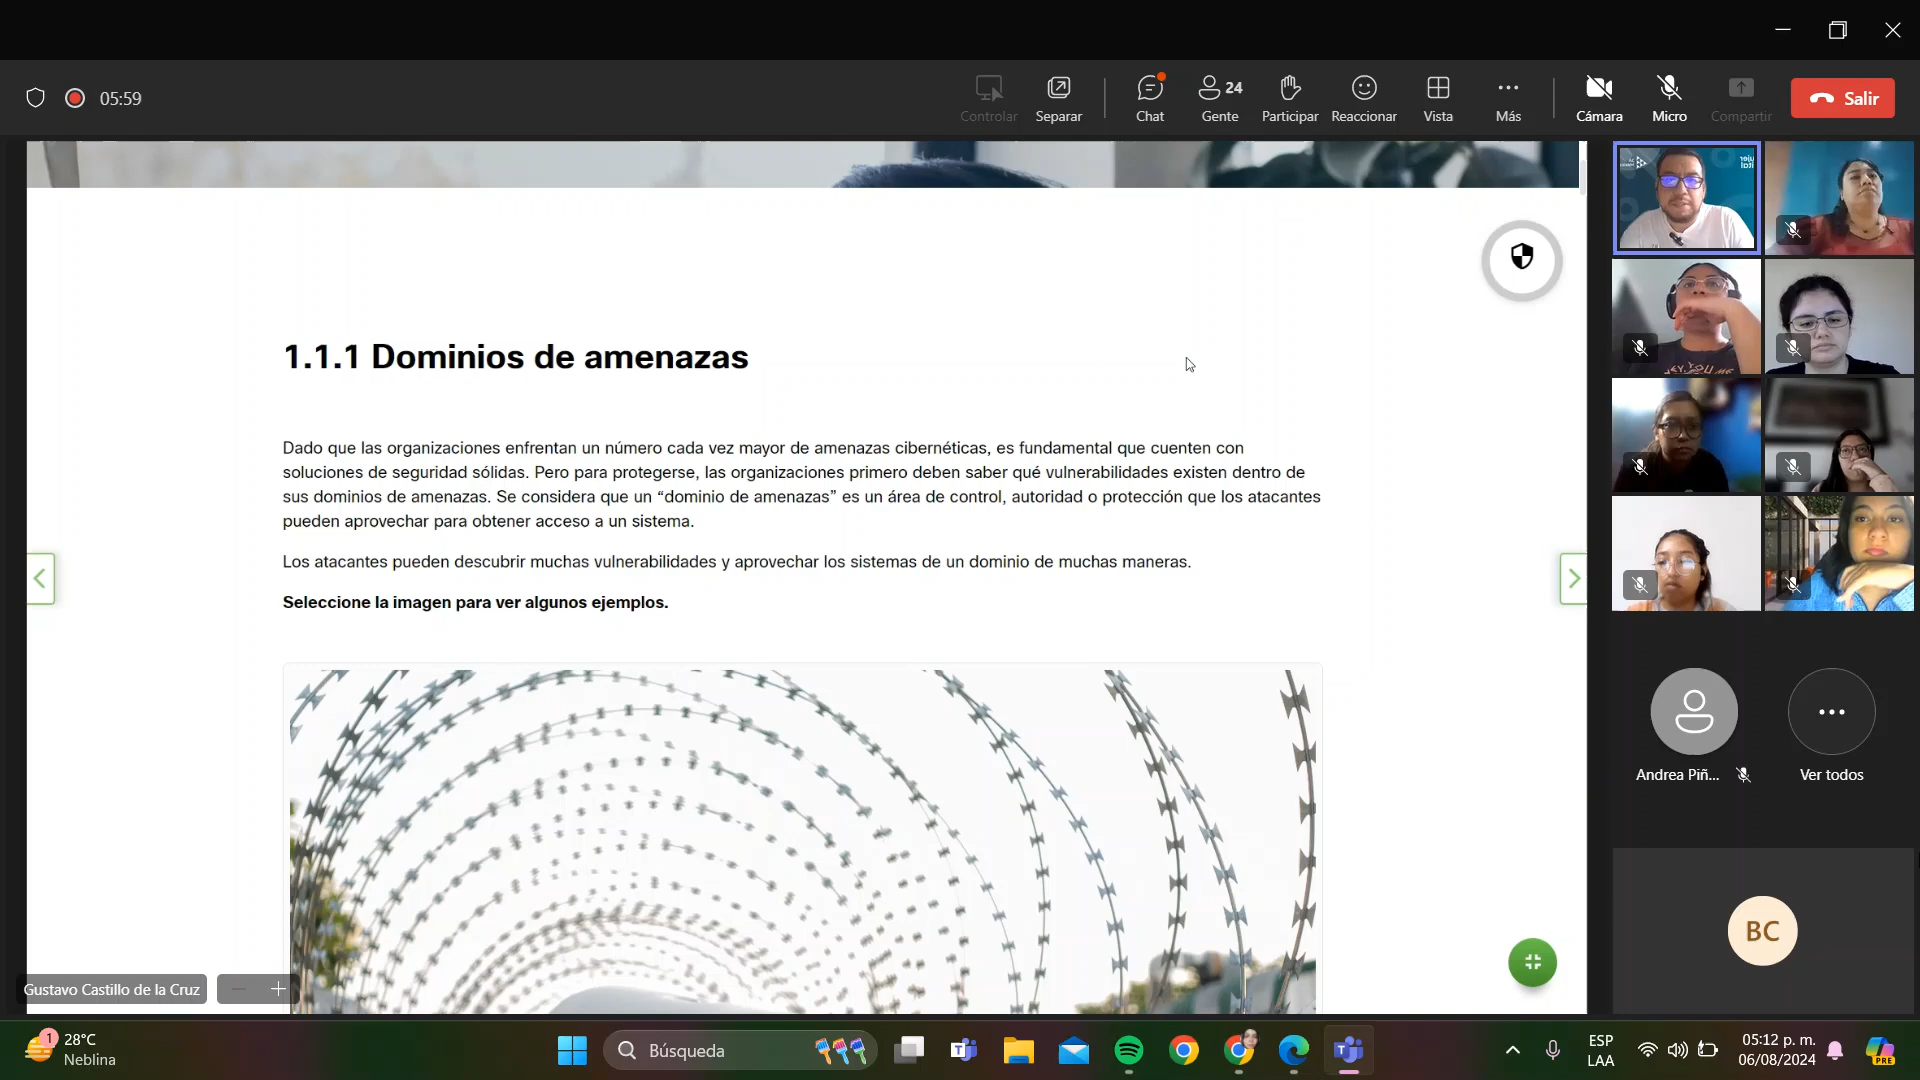 05:59
Controlar
Separar
Chat
24
Gente
Participar
Reaccionar
Vista
Más
Cámara
Micro
Compartir
Salir
1.1.1 Dominios de amenazas
Dado que las organizaciones enfrentan un número cada vez mayor de amenazas cibernéticas, es fundamental que cuenten con
soluciones de seguridad sólidas. Pero para protegerse, las organizaciones primero deben saber qué vulnerabilidades existen dentro de
sus dominios de amenazas. Se considera que un “dominio de amenazas” es un área de control, autoridad o protección que los atacantes
pueden aprovechar para obtener acceso a un sistema.
Los atacantes pueden descubrir muchas vulnerabilidades y aprovechar los sistemas de un dominio de muchas maneras.
Seleccione la imagen para ver algunos ejemplos.
Andrea Piñ...
Ver todos
BC
Gustavo Castillo de la Cruz
1
28°C
Neblina
Búsqueda
ESP
LAA
05:12 p. m.
06/08/2024
PRE